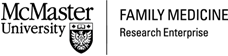 McMaster
University
FAMILY MEDICINE
Research Enterprise